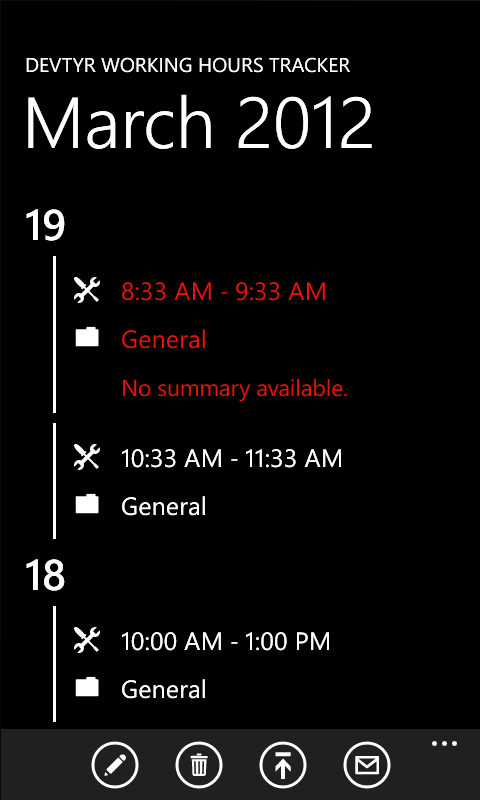 DEVTYR WORKING HOURS TRACKER
March 2012
19
8:33 AM - 9:33 AM
General
No summary available.
10:33 AM - 11:33 AM
General
18
10:00 AM - 1:00 PM
General